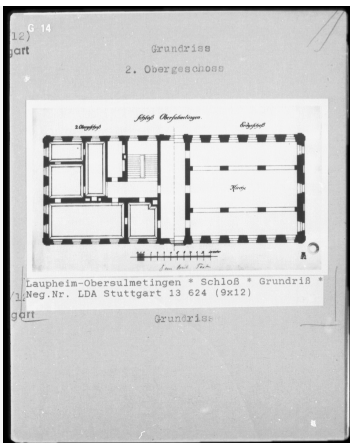 G 14
12)
gart
Grundriss
2. Obergeschoss
Schloß Obersulmetingen
2. Obergeschoß
Laupheim-Obersulmetingen * Schloß * Grundriß *
Neg.Nr. LDA Stuttgart 13 624 (9x12)
gart
Grundriss